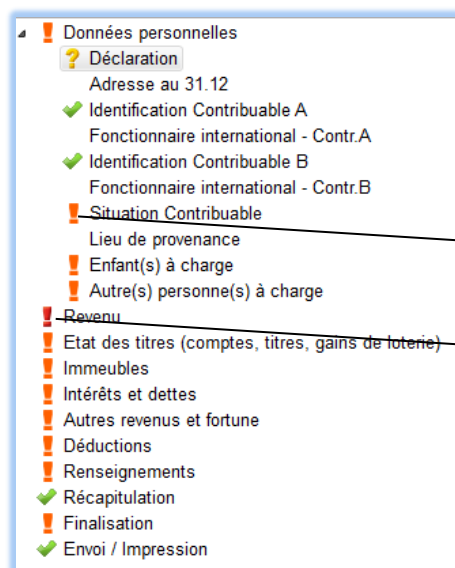 Données personnelles
Déclaration
Adresse au 31.12
Identification Contribuable A
Fonctionnaire international - Contr.A
Identification Contribuable B
Fonctionnaire international - Contr.B
Situation Contribuable
Lieu de provenance
Enfant(s) à charge
Autre(s) personne(s) à charge
Revenu
Etat des titres (comptes, titres, gains de loterie)
Immeubles
Intérêts et dettes
Autres revenus et fortune
Déductions
Renseignements
Récapitulation
Finalisation
Envoi / Impression